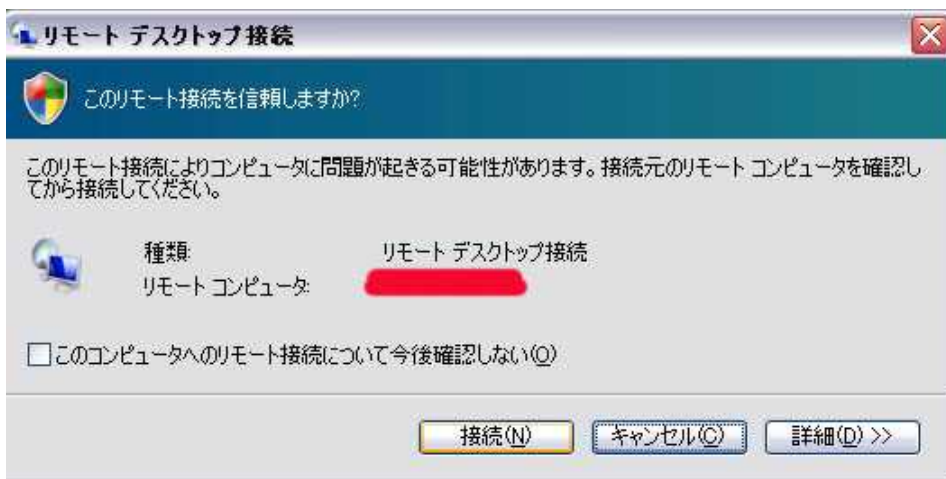 リモート デスクトップ接続
このリモート接続を信頼しますか?
このリモート接続によりコンピュータに問題が起きる可能性があります。接続元のリモート コンピュータを確認し
てから接続してください。
種類: リモート デスクトップ接続
リモート コンピュータ:
このコンピュータへのリモート接続について今後確認しない(O)
接続(N) キャンセル(C) 詳細(D) >>